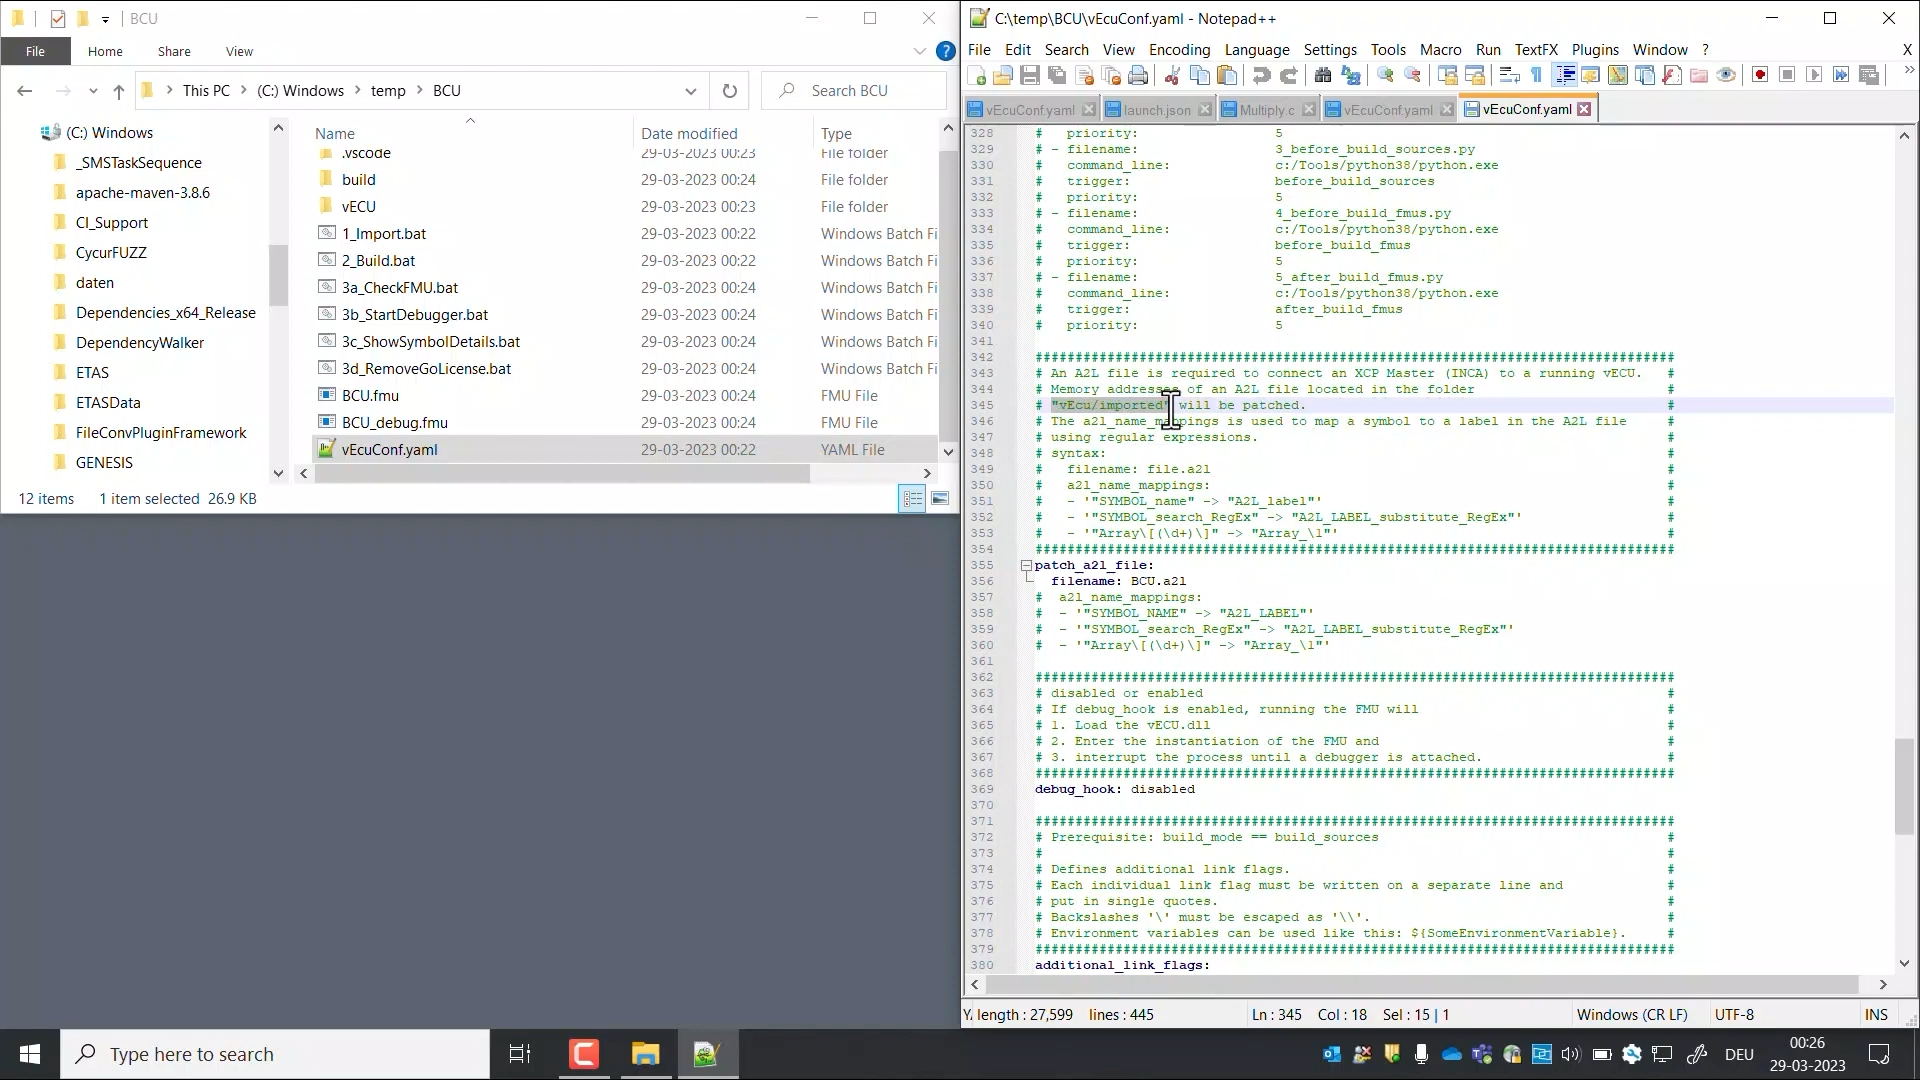 BCU
File Home Share View
This PC (C:) Windows temp BCU
Search BCU
(C:) Windows
_SMSTaskSequence
apache-maven-3.8.6
CI_Support
CycurFUZZ
daten
Dependencies_x64_Release
DependencyWalker
ETAS
ETASData
FileConvPluginFramework
GENESIS
Name Date modified Type
.vscode 29-03-2023 00:23 File folder
build 29-03-2023 00:24 File folder
vECU 29-03-2023 00:23 File folder
1_Import.bat 29-03-2023 00:22 Windows Batch Fi
2_Build.bat 29-03-2023 00:22 Windows Batch Fi
3a_CheckFMU.bat 29-03-2023 00:24 Windows Batch Fi
3b_StartDebugger.bat 29-03-2023 00:24 Windows Batch Fi
3c_ShowSymbolDetails.bat 29-03-2023 00:24 Windows Batch Fi
3d_RemoveGoLicense.bat 29-03-2023 00:24 Windows Batch Fi
BCU.fmu 29-03-2023 00:24 FMU File
BCU_debug.fmu 29-03-2023 00:24 FMU File
vEcuConf.yaml 29-03-2023 00:22 YAML File
12 items 1 item selected 26.9 KB
C:\temp\BCU\vEcuConf.yaml - Notepad++
File Edit Search View Encoding Language Settings Tools Macro Run TextFX Plugins Window ? X
vEcuConf.yaml launch.json Multiply.c vEcuConf.yaml vEcuConf.yaml
328 # priority: 5
329 # - filename: 3_before_build_sources.py
330 # command_line: c:/Tools/python38/python.exe
331 # trigger: before_build_sources
332 # priority: 5
333 # - filename: 4_before_build_fmus.py
334 # command_line: c:/Tools/python38/python.exe
335 # trigger: before_build_fmus
336 # priority: 5
337 # - filename: 5_after_build_fmus.py
338 # command_line: c:/Tools/python38/python.exe
339 # trigger: after_build_fmus
340 # priority: 5
341
342 ################################################################################
343 # An A2L file is required to connect an XCP Master (INCA) to a running vECU. #
344 # Memory addresses of an A2L file located in the folder #
345 # "vEcu/imported" will be patched. #
346 # The a2l_name_mappings is used to map a symbol to a label in the A2L file #
347 # using regular expressions. #
348 # syntax: #
349 # filename: file.a2l #
350 # a2l_name_mappings: #
351 # - '"SYMBOL_name" -> "A2L_label"' #
352 # - '"SYMBOL_search_RegEx" -> "A2L_LABEL_substitute_RegEx"' #
353 # - '"Array\[(\d+)\]" -> "Array_\1"' #
354 ################################################################################
355 patch_a2l_file:
356 filename: BCU.a2l
357 # a2l_name_mappings:
358 # - '"SYMBOL_NAME" -> "A2L_LABEL"'
359 # - '"SYMBOL_search_RegEx" -> "A2L_LABEL_substitute_RegEx"'
360 # - '"Array\[(\d+)\]" -> "Array_\1"'
361
362 ################################################################################
363 # disabled or enabled #
364 # If debug_hook is enabled, running the FMU will #
365 # 1. Load the vECU.dll #
366 # 2. Enter the instantiation of the FMU and #
367 # 3. interrupt the process until a debugger is attached. #
368 ################################################################################
369 debug_hook: disabled
370
371 ################################################################################
372 # Prerequisite: build_mode == build_sources #
373 # #
374 # Defines additional link flags. #
375 # Each individual link flag must be written on a separate line and #
376 # put in single quotes. #
377 # Backslashes '\' must be escaped as '\\'. #
378 # Environment variables can be used like this: ${SomeEnvironmentVariable}. #
379 ################################################################################
380 additional_link_flags:
length : 27,599 lines : 445 Ln : 345 Col : 18 Sel : 15 | 1 Windows (CR LF) UTF-8 INS
Type here to search
DEU
00:26
29-03-2023